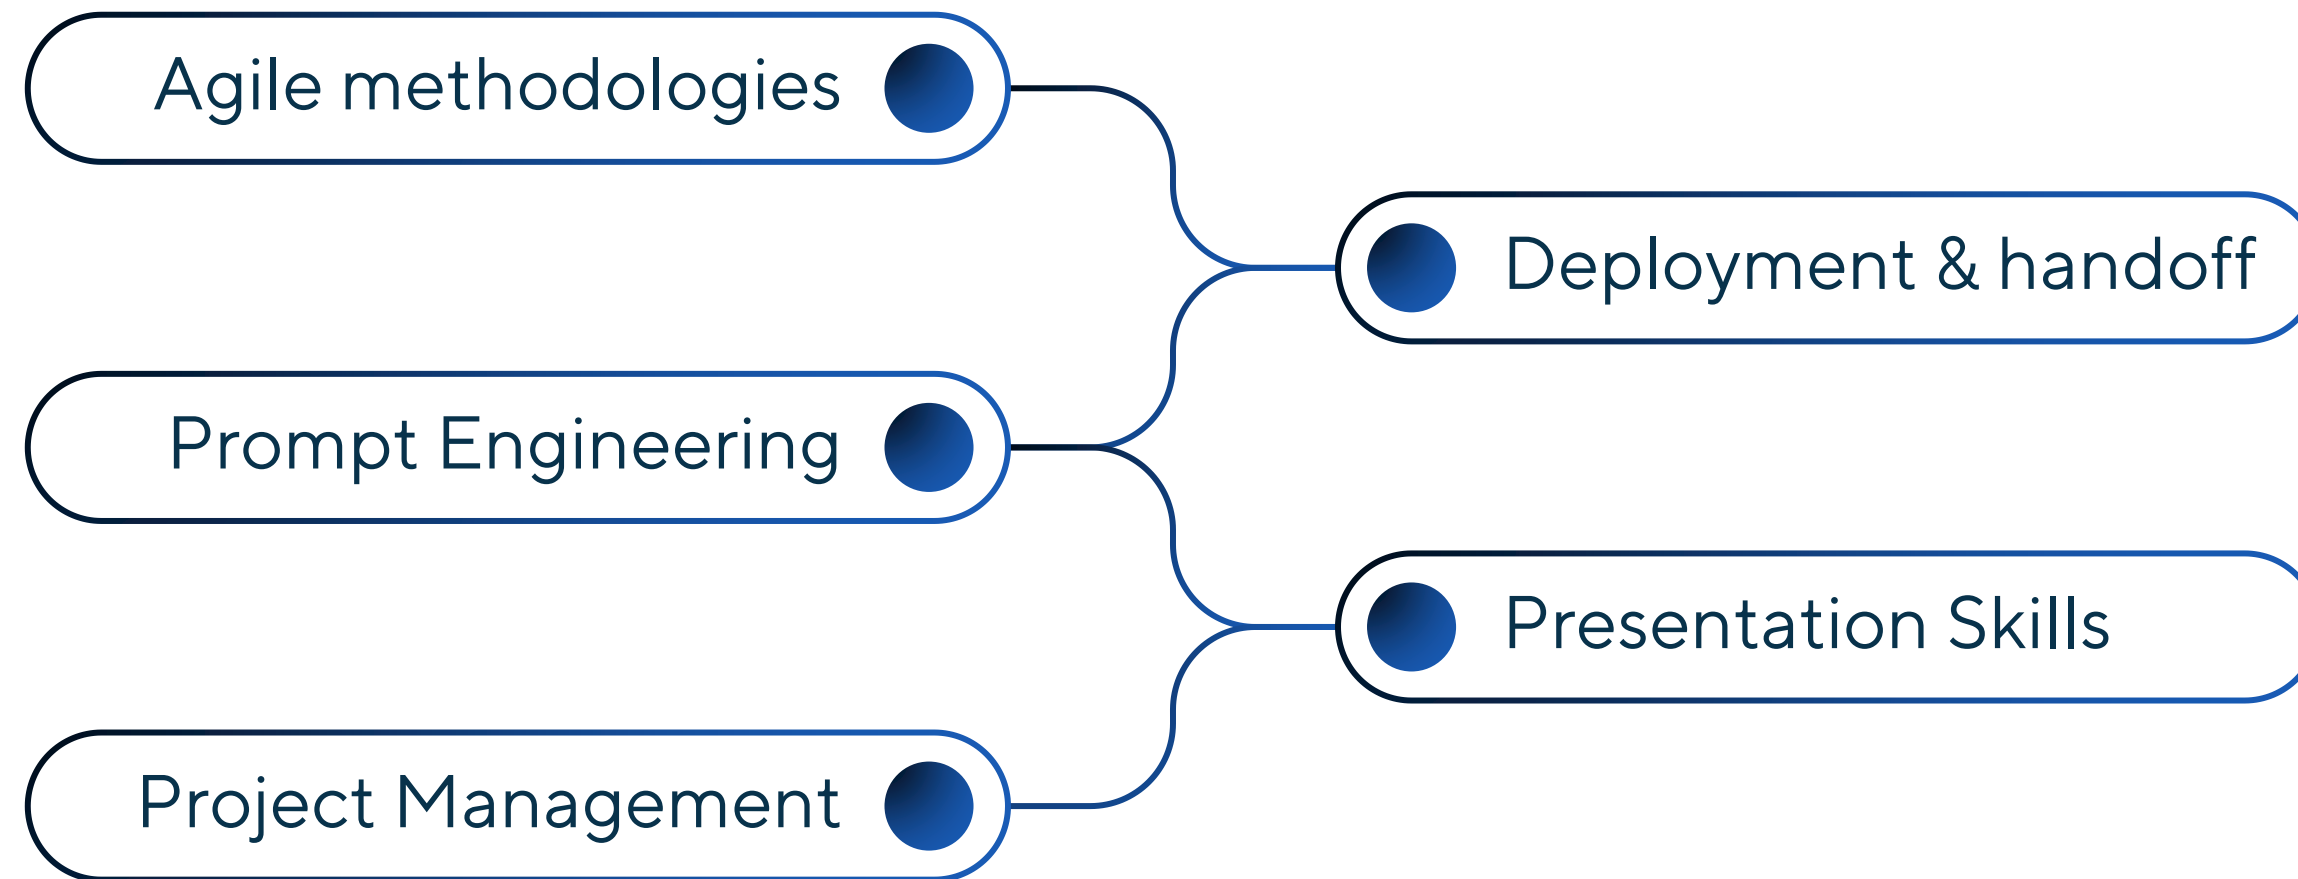 Agile methodologies
Deployment & handoff
Prompt Engineering
Presentation Skills
Project Management